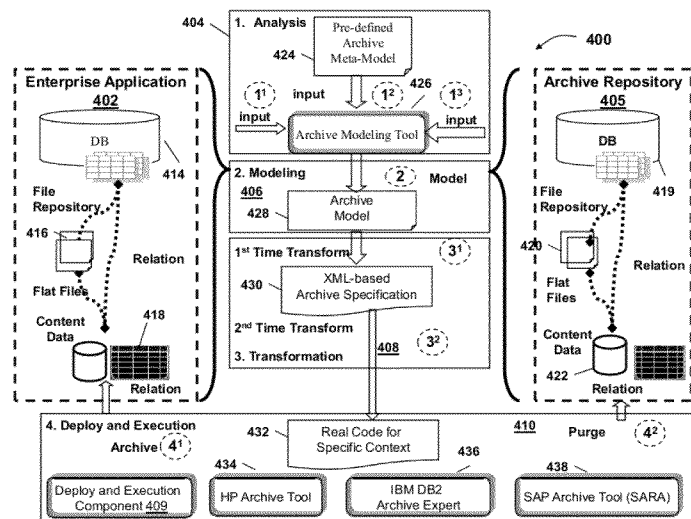 404
1. Analysis
424
Pre-defined
Archive
Meta-Model
400
Enterprise Application
402
DB
414
File
Repository
416
Relation
Flat Files
Content
Data
418
Relation
1¹
input
1²
426
1³
input
input
Archive Modeling Tool
2. Modeling
406
2
Model
428
Archive
Model
1st Time Transform
3¹
430
XML-based
Archive Specification
2nd Time Transform
408
3²
3. Transformation
Archive Repository
405
DB
419
File
Repository
420
Relation
Flat
Files
Content
Data
422
Relation
4. Deploy and Execution
410
Archive
4¹
432
Real Code for
Specific Context
Purge
4²
434
436
438
Deploy and Execution
Component 409
HP Archive Tool
IBM DB2
Archive Expert
SAP Archive Tool (SARA)